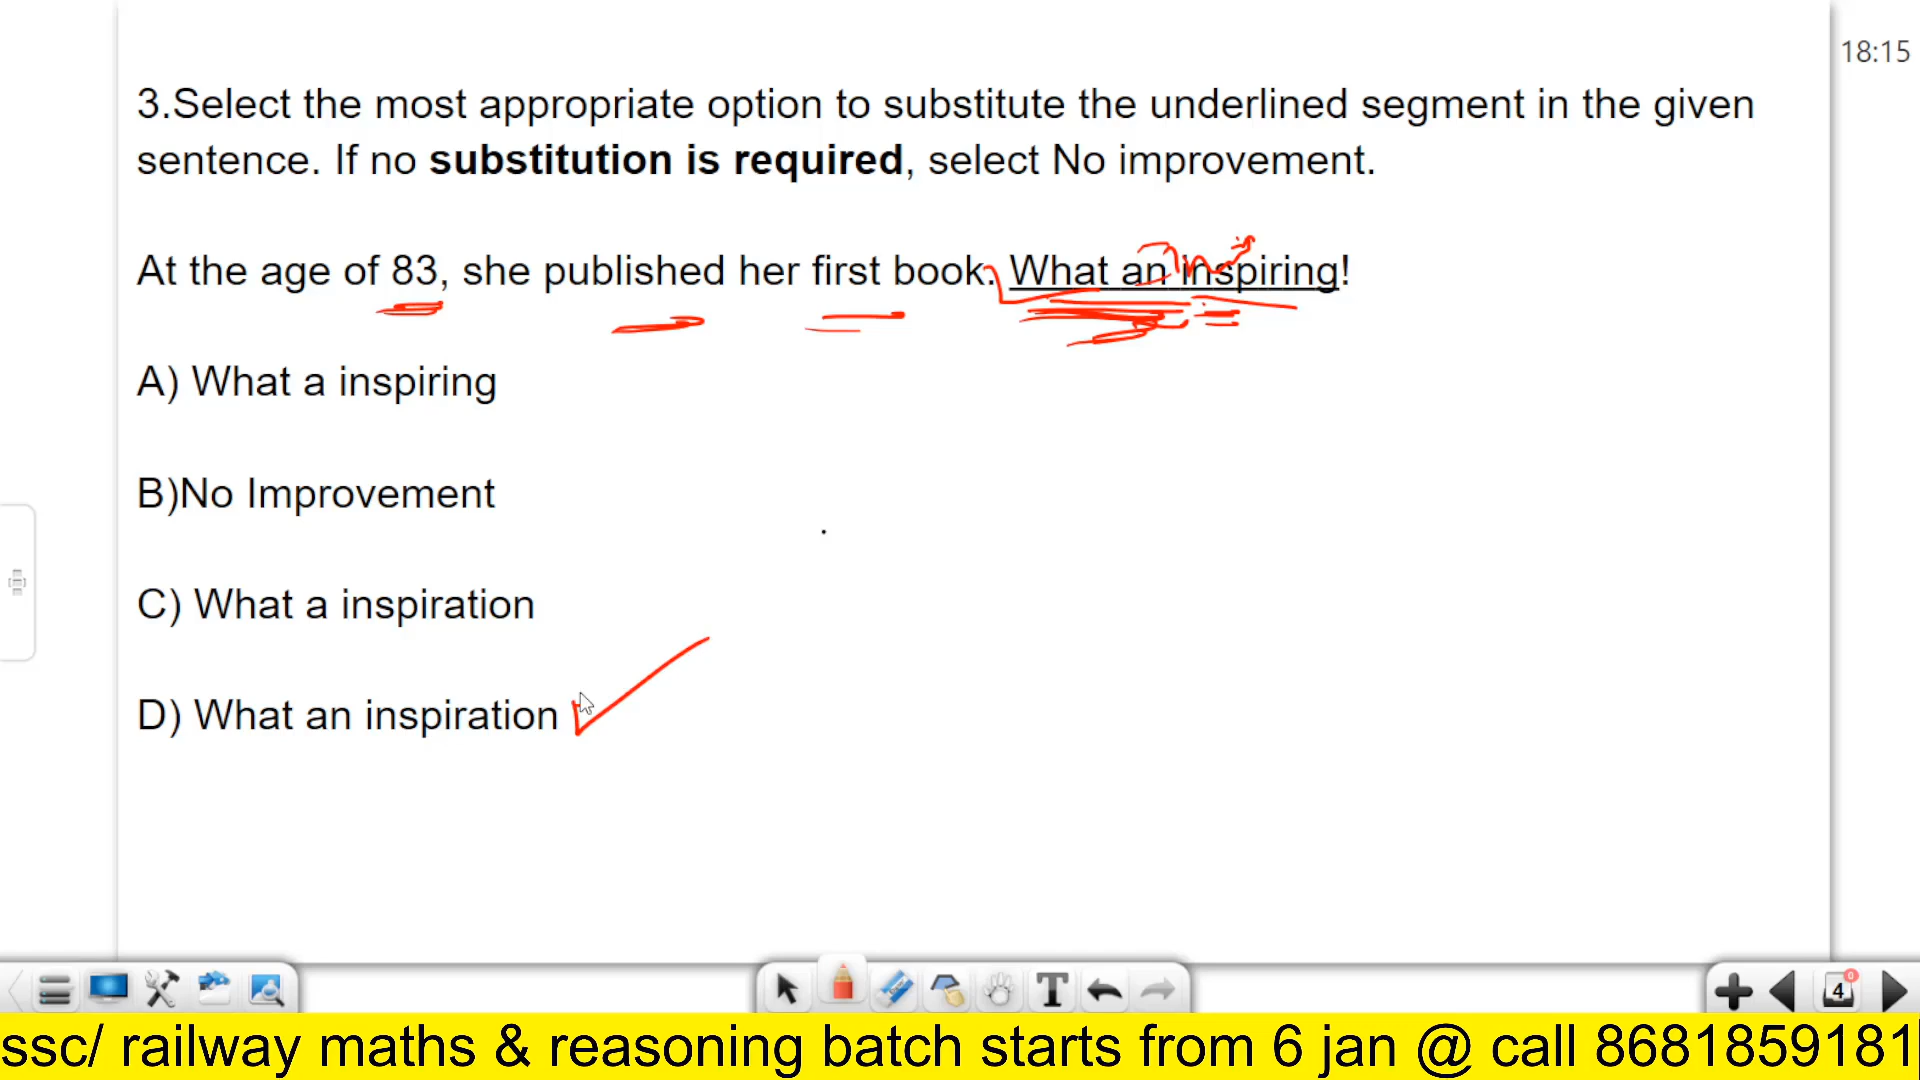 18:15
3.Select the most appropriate option to substitute the underlined segment in the given
sentence. If no substitution is required, select No improvement.
At the age of 83, she published her first book. What an inspiring!
A) What a inspiring
B)No Improvement
C) What a inspiration
D) What an inspiration
T
0
4
ssc/ railway maths & reasoning batch starts from 6 jan @ call 8681859181